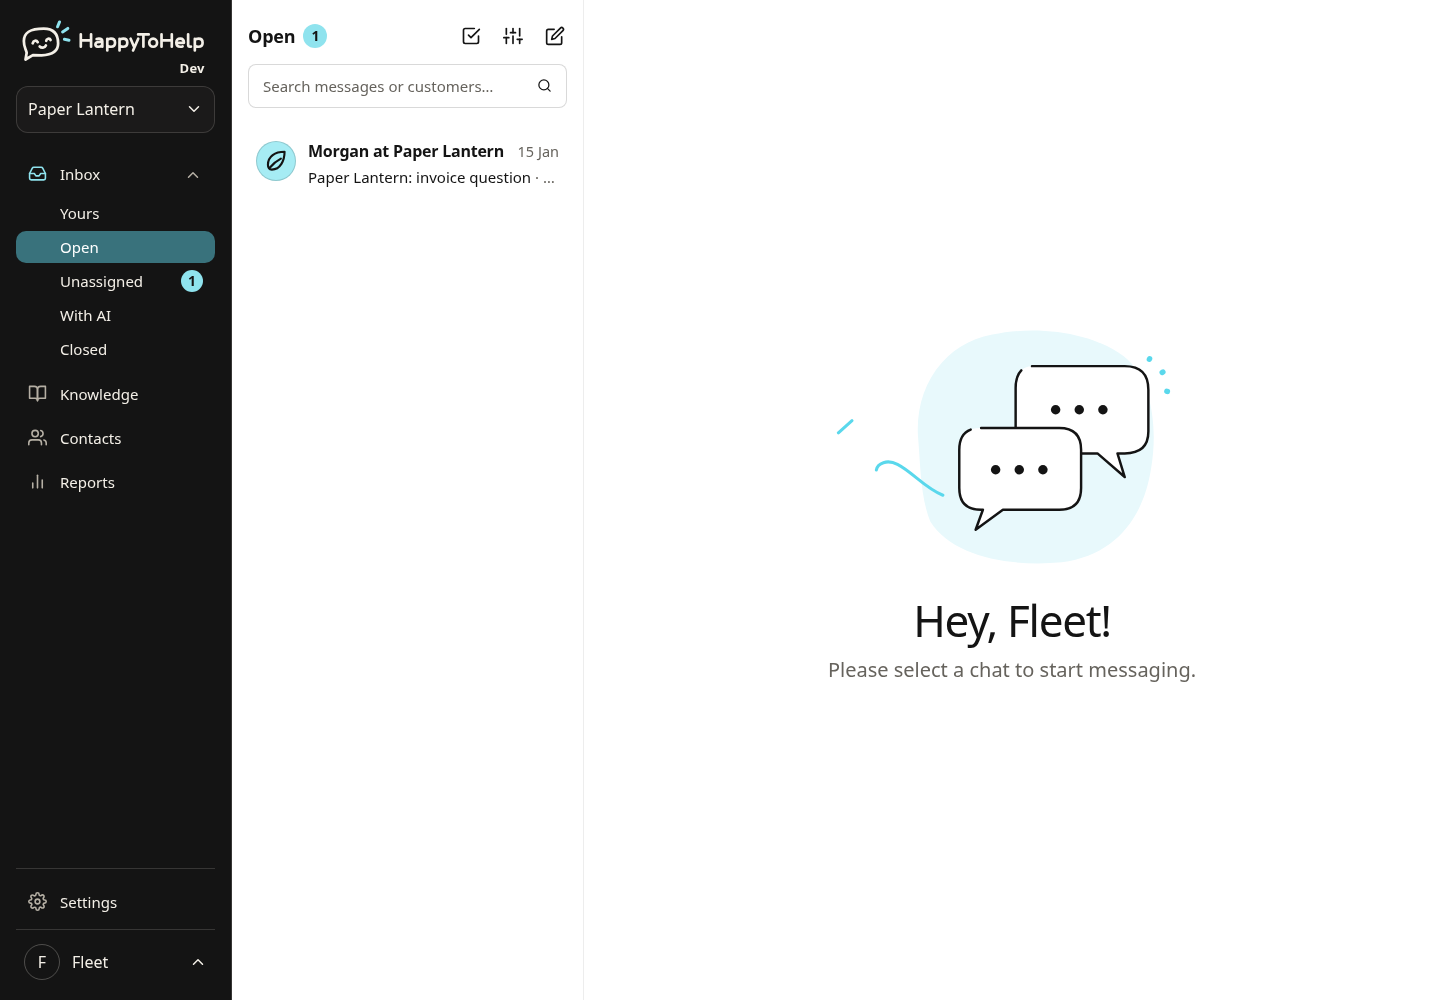 HappyToHelp
Dev
Paper Lantern
Inbox
Yours
Open
Unassigned 1
With AI
Closed
Knowledge
Contacts
Reports
Settings
F Fleet
Open 1
Search messages or customers...
Morgan at Paper Lantern 15 Jan
Paper Lantern: invoice question · ...
Hey, Fleet!
Please select a chat to start messaging.